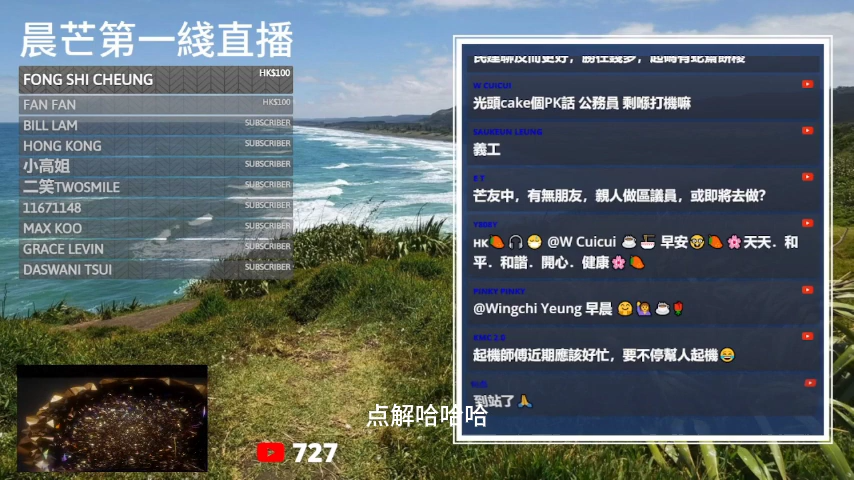 晨芒第一綫直播
FONG SHI CHEUNG HK$100
FAN FAN HK$100
BILL LAM SUBSCRIBER
HONG KONG SUBSCRIBER
小高姐 SUBSCRIBER
二笑TWOSMILE SUBSCRIBER
11671148 SUBSCRIBER
MAX KOO SUBSCRIBER
GRACE LEVIN SUBSCRIBER
DASWANI TSUI SUBSCRIBER
W CUICUI
光頭cake個PK話 公務員 剩喺打機嘛
SAUKEUN LEUNG
義工
芒友中，有無朋友，親人做區議員，或即將去做?
HK🥭🎧😷 @W Cuicui ☕🍜 早安🤓🥭🌸天天．和
平．和諧．開心．健康🌸🥭
PINKY PINKY
@Wingchi Yeung 早晨 🤗🙋☕🌹
KMC 2.0
起機師傅近期應該好忙，要不停幫人起機😂
到站了🙏
点解哈哈哈
727